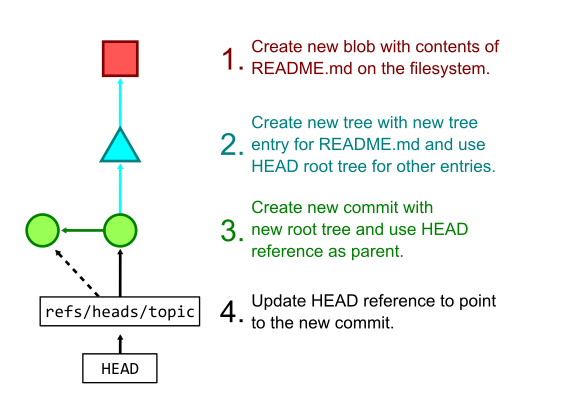 1. Create new blob with contents of
README.md on the filesystem.
2. Create new tree with new tree
entry for README.md and use
HEAD root tree for other entries.
3. Create new commit with
new root tree and use HEAD
reference as parent.
refs/heads/topic
4. Update HEAD reference to point
to the new commit.
HEAD